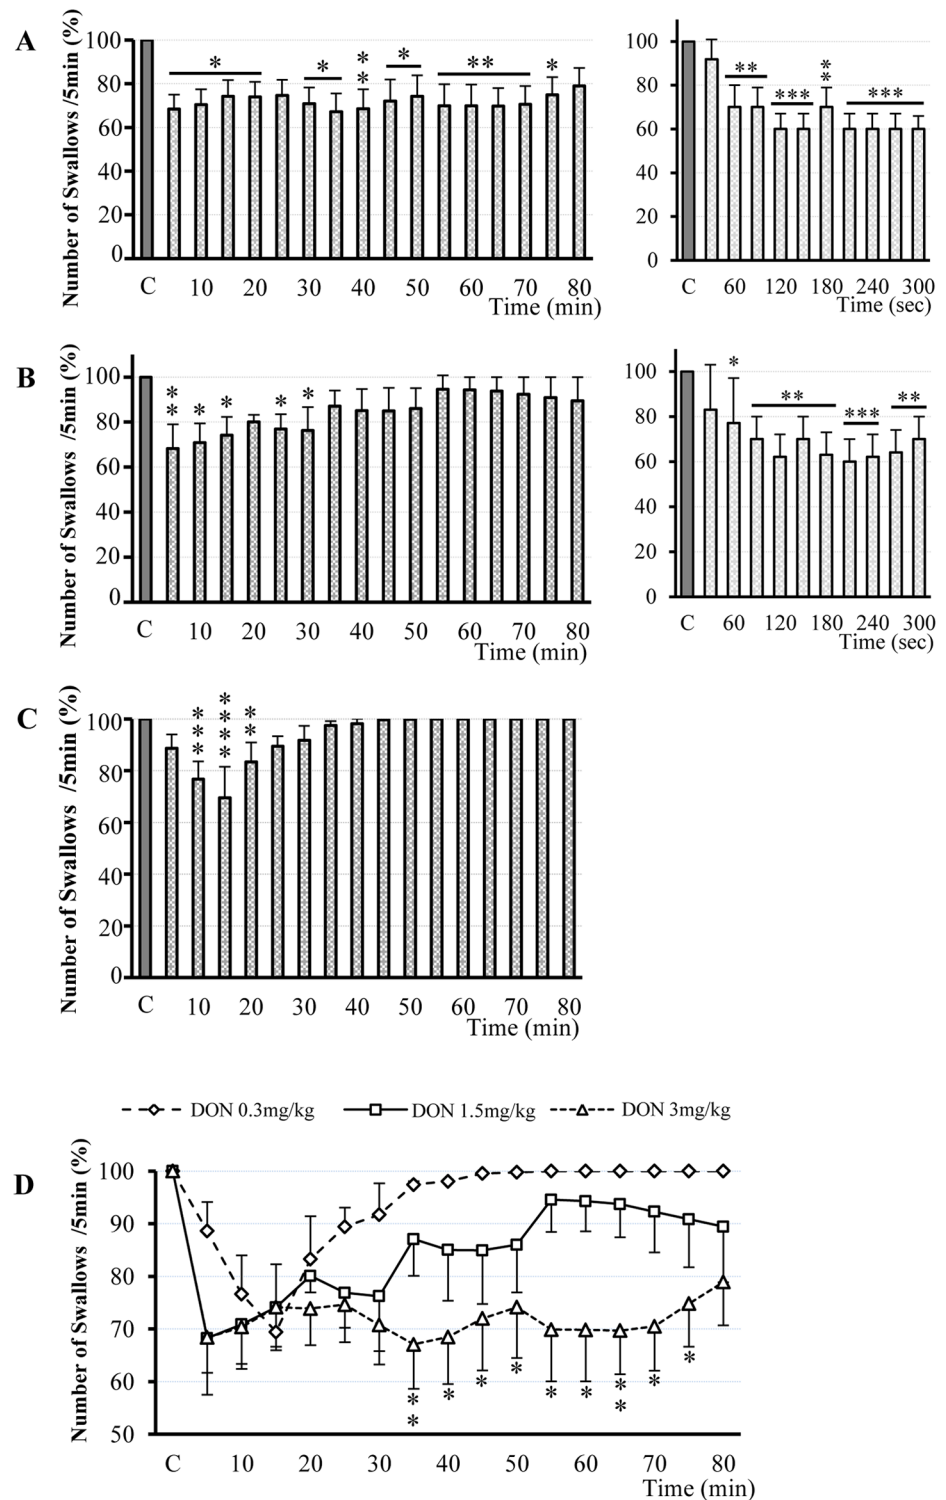 A
Number of Swallows /5min (%)
100
80
60
40
20
0
* * ** * ** *
C 10 20 30 40 50 60 70 80
Time (min)
100
80
60
40
20
0
** *** ** ***
C 60 120 180 240 300
Time (sec)
B
Number of Swallows /5min (%)
100
80
60
40
20
0
** * * * *
C 10 20 30 40 50 60 70 80
Time (min)
100
80
60
40
20
0
* ** *** **
C 60 120 180 240 300
Time (sec)
C
Number of Swallows /5min (%)
100
80
60
40
20
0
*** **** **
C 10 20 30 40 50 60 70 80
Time (min)
DON 0.3mg/kg DON 1.5mg/kg DON 3mg/kg
D
Number of Swallows /5min (%)
100
90
80
70
60
50
** * * * * * ** * *
C 10 20 30 40 50 60 70 80
Time (min)